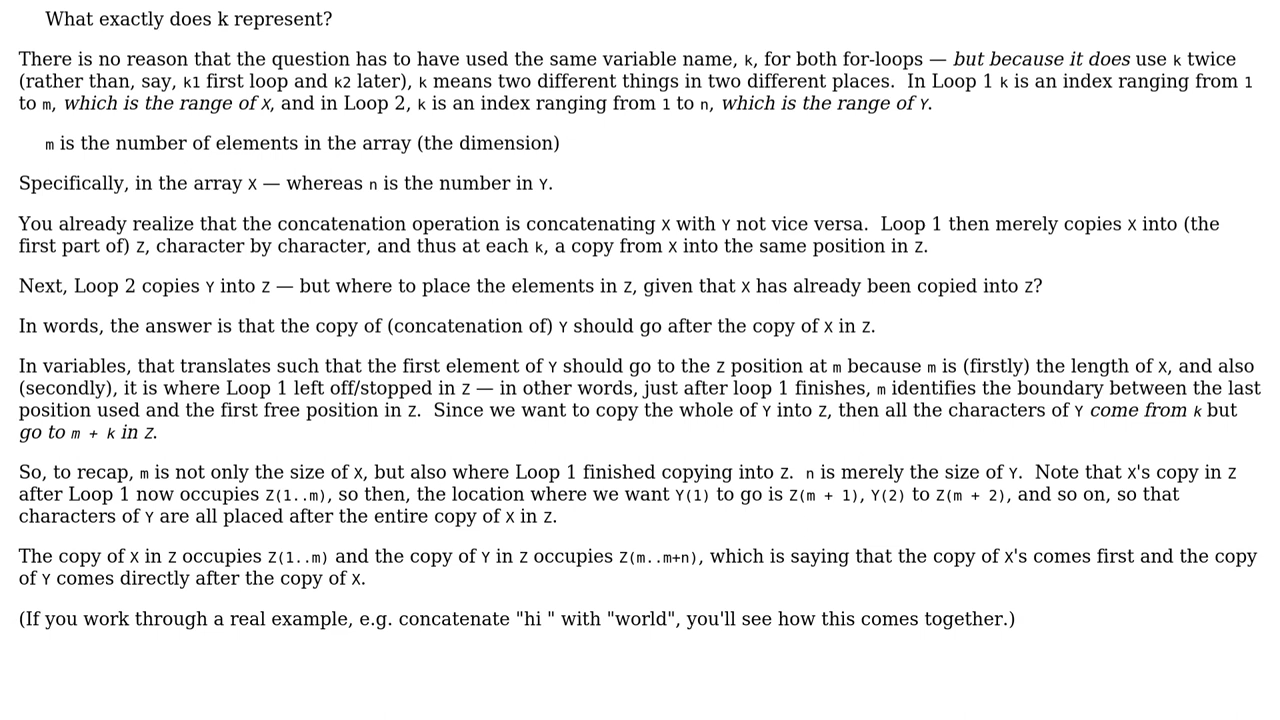 What exactly does k represent?
There is no reason that the question has to have used the same variable name, k, for both for-loops — but because it does use k twice
(rather than, say, k1 first loop and k2 later), k means two different things in two different places.  In Loop 1 k is an index ranging from 1
to m, which is the range of X, and in Loop 2, k is an index ranging from 1 to n, which is the range of Y.
m is the number of elements in the array (the dimension)
Specifically, in the array X — whereas n is the number in Y.
You already realize that the concatenation operation is concatenating X with Y not vice versa.  Loop 1 then merely copies X into (the
first part of) Z, character by character, and thus at each k, a copy from X into the same position in Z.
Next, Loop 2 copies Y into Z — but where to place the elements in Z, given that X has already been copied into Z?
In words, the answer is that the copy of (concatenation of) Y should go after the copy of X in Z.
In variables, that translates such that the first element of Y should go to the Z position at m because m is (firstly) the length of X, and also
(secondly), it is where Loop 1 left off/stopped in Z — in other words, just after loop 1 finishes, m identifies the boundary between the last
position used and the first free position in Z.  Since we want to copy the whole of Y into Z, then all the characters of Y come from k but
go to m + k in Z.
So, to recap, m is not only the size of X, but also where Loop 1 finished copying into Z.  n is merely the size of Y.  Note that X's copy in Z
after Loop 1 now occupies Z(1..m), so then, the location where we want Y(1) to go is Z(m + 1), Y(2) to Z(m + 2), and so on, so that
characters of Y are all placed after the entire copy of X in Z.
The copy of X in Z occupies Z(1..m) and the copy of Y in Z occupies Z(m..m+n), which is saying that the copy of X's comes first and the copy
of Y comes directly after the copy of X.
(If you work through a real example, e.g. concatenate "hi " with "world", you'll see how this comes together.)